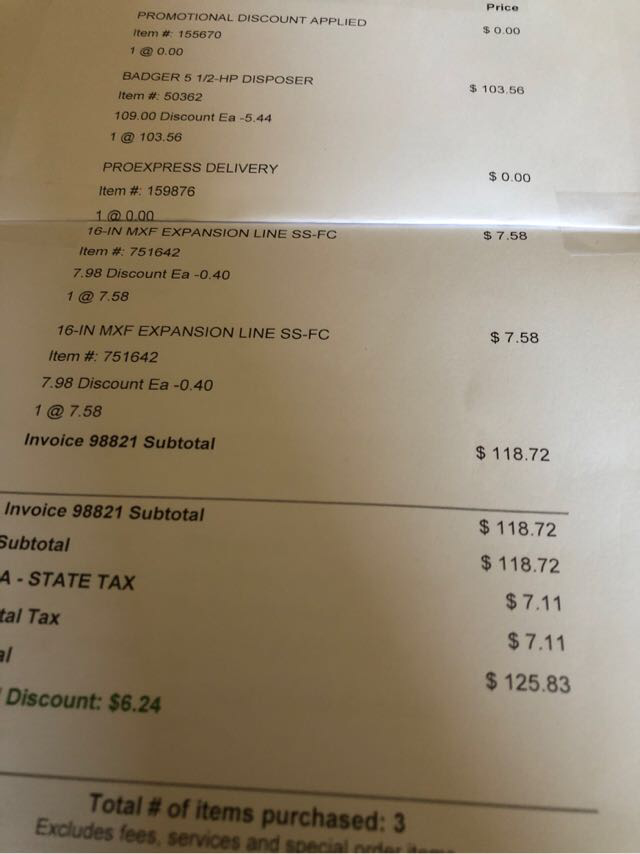 Price
PROMOTIONAL DISCOUNT APPLIED
$ 0.00
Item #: 155670
1 @ 0.00
BADGER 5 1/2-HP DISPOSER
$ 103.56
Item #: 50362
109.00 Discount Ea -5.44
1 @ 103.56
PROEXPRESS DELIVERY
$ 0.00
Item #: 159876
1 @ 0.00
16-IN MXF EXPANSION LINE SS-FC
$ 7.58
Item #: 751642
7.98 Discount Ea -0.40
1 @ 7.58
16-IN MXF EXPANSION LINE SS-FC
$ 7.58
Item #: 751642
7.98 Discount Ea -0.40
1 @ 7.58
Invoice 98821 Subtotal
$ 118.72
Invoice 98821 Subtotal
$ 118.72
Subtotal
$ 118.72
A - STATE TAX
$ 7.11
tal Tax
$ 7.11
al
$ 125.83
Discount: $6.24
Total # of items purchased: 3
Excludes fees, services and special order items